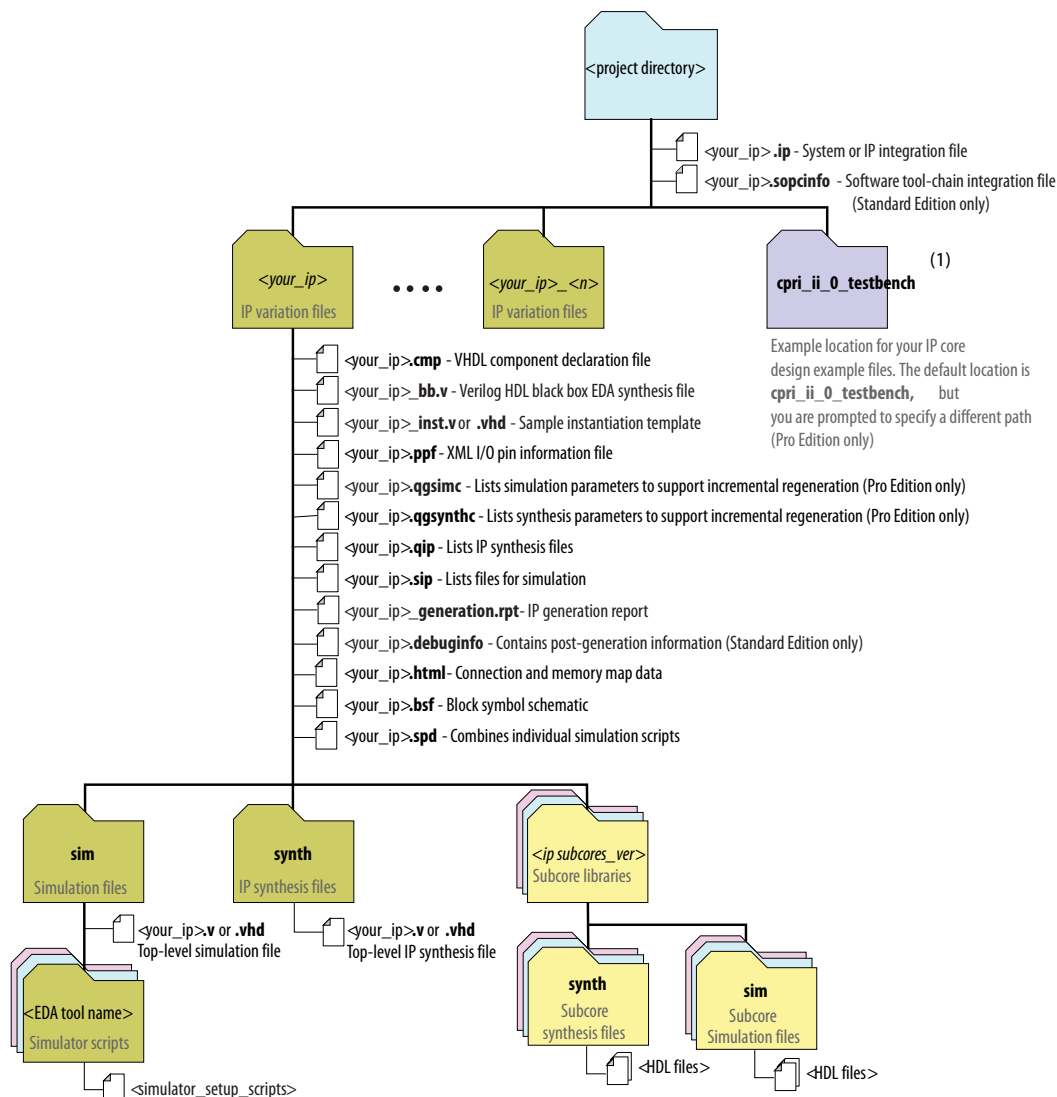 <project directory>
<your_ip>.ip - System or IP integration file
<your_ip>.sopcinfo - Software tool-chain integration file
(Standard Edition only)
<your_ip>
IP variation files
• • • •
<your_ip>_<n>
IP variation files
cpri_ii_0_testbench
(1)
Example location for your IP core
design example files. The default location is
cpri_ii_0_testbench, but
you are prompted to specify a different path
(Pro Edition only)
<your_ip>.cmp - VHDL component declaration file
<your_ip>_bb.v - Verilog HDL black box EDA synthesis file
<your_ip>_inst.v or .vhd - Sample instantiation template
<your_ip>.ppf - XML I/O pin information file
<your_ip>.qgsimc - Lists simulation parameters to support incremental regeneration (Pro Edition only)
<your_ip>.qgsynthc - Lists synthesis parameters to support incremental regeneration (Pro Edition only)
<your_ip>.qip - Lists IP synthesis files
<your_ip>.sip - Lists files for simulation
<your_ip>_generation.rpt- IP generation report
<your_ip>.debuginfo - Contains post-generation information (Standard Edition only)
<your_ip>.html- Connection and memory map data
<your_ip>.bsf - Block symbol schematic
<your_ip>.spd - Combines individual simulation scripts
sim
Simulation files
synth
IP synthesis files
<ip subcores_ver>
Subcore libraries
<your_ip>.v or .vhd
Top-level simulation file
<your_ip>.v or .vhd
Top-level IP synthesis file
<EDA tool name>
Simulator scripts
synth
Subcore
synthesis files
sim
Subcore
Simulation files
<HDL files>
<HDL files>
<simulator_setup_scripts>